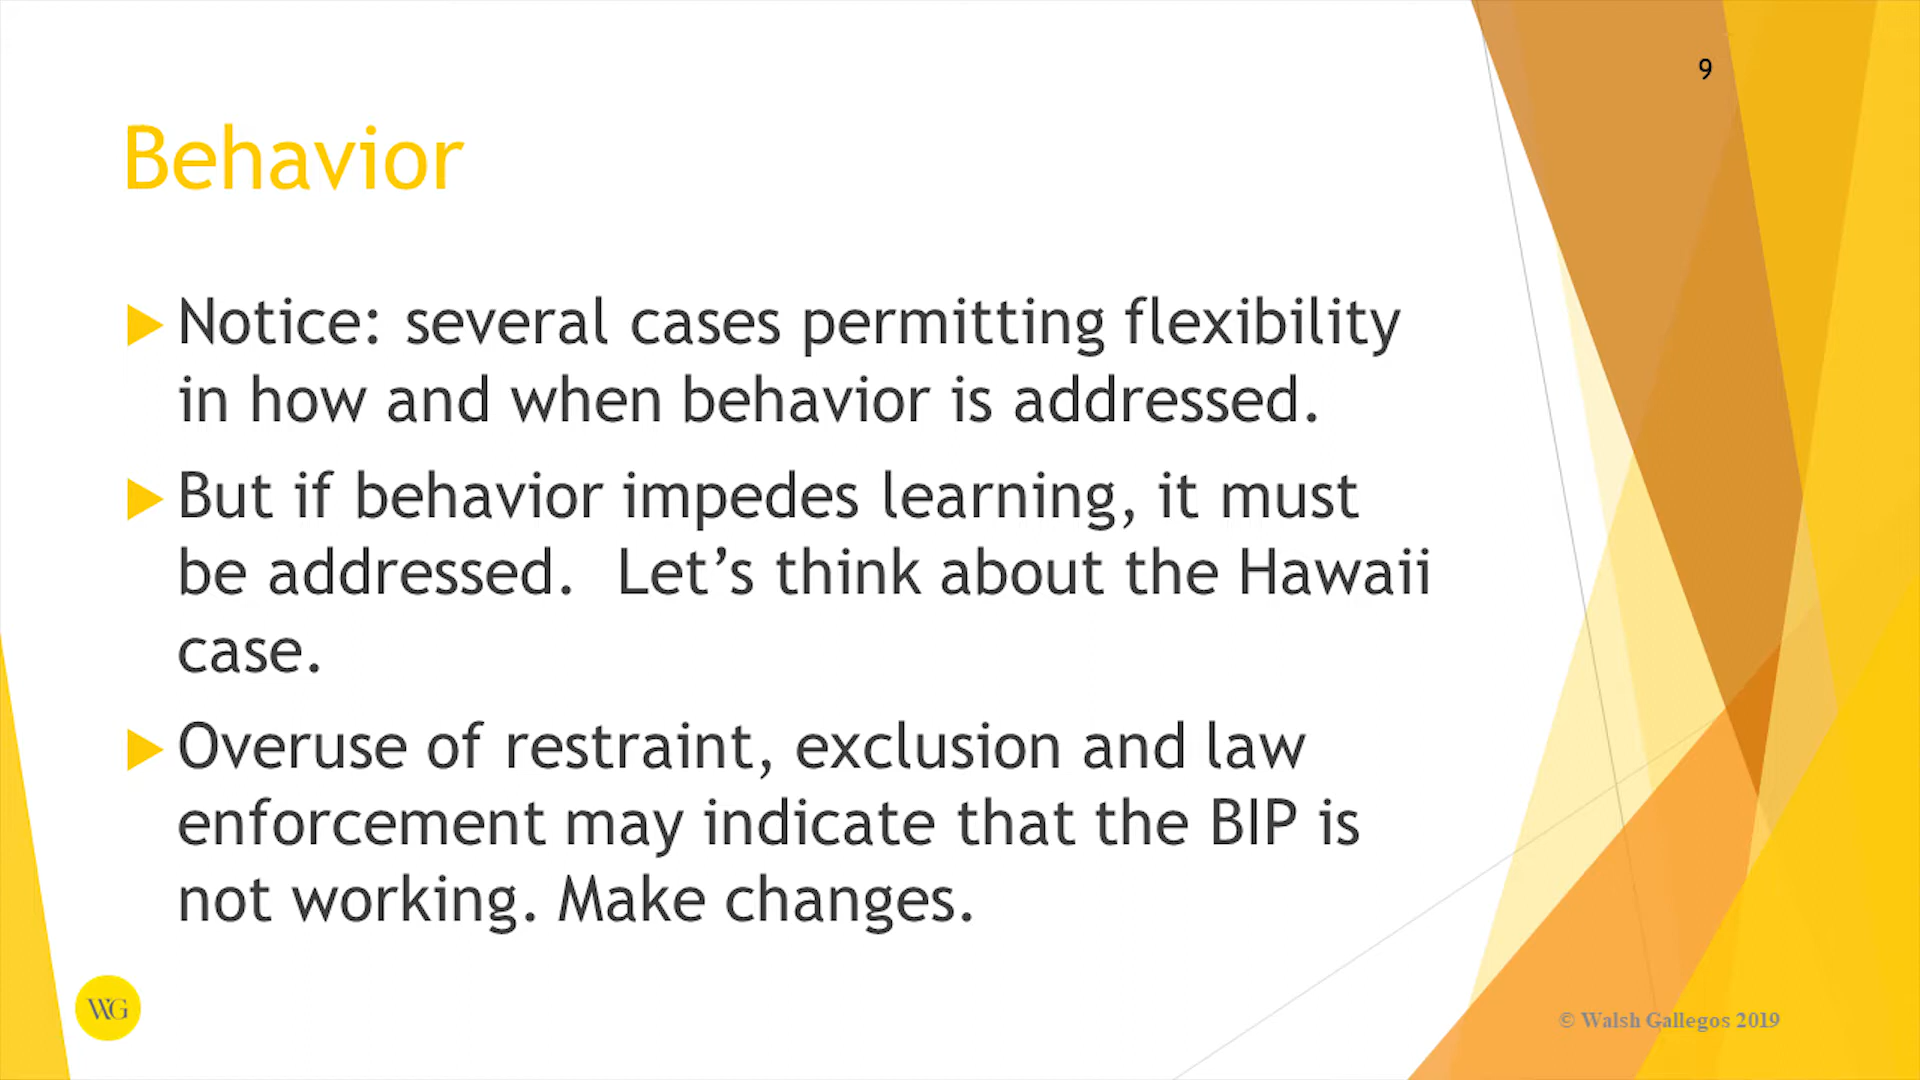 9
Behavior
Notice: several cases permitting flexibility
in how and when behavior is addressed.
But if behavior impedes learning, it must
be addressed.  Let’s think about the Hawaii
case.
Overuse of restraint, exclusion and law
enforcement may indicate that the BIP is
not working. Make changes.
WG
© Walsh Gallegos 2019